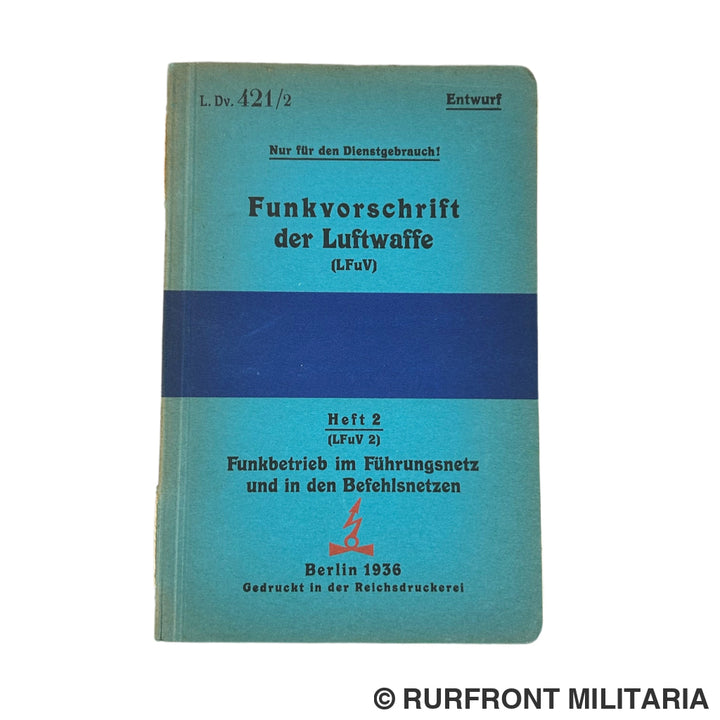 L. Dv. 421/2
Entwurf
Nur für den Dienstgebrauch!
Funkvorschrift
der Luftwaffe
(LFuV)
Heft 2
(LFuV 2)
Funkbetrieb im Führungsnetz
und in den Befehlsnetzen
Berlin 1936
Gedruckt in der Reichsdruckerei
© RURFRONT MILITARIA